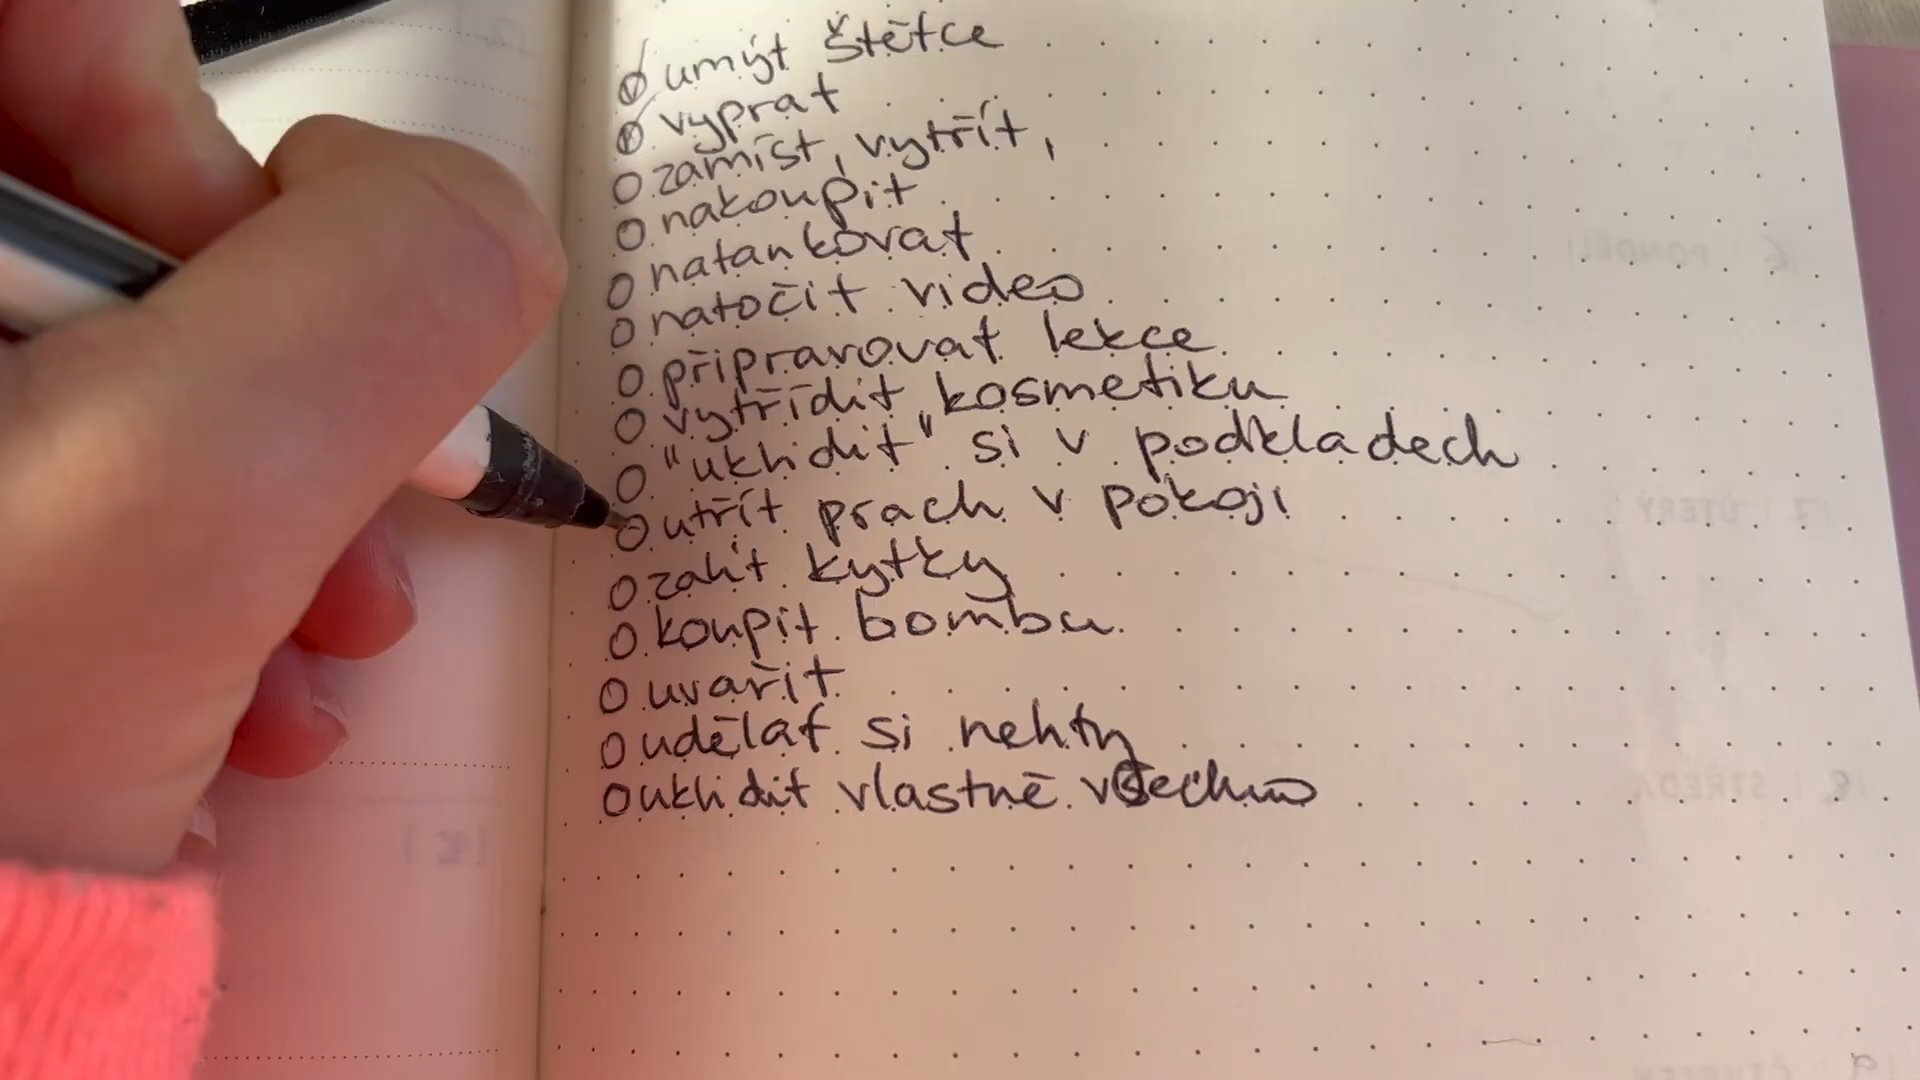 umýt štětce
vyprat
zamíst, vytřít,
nakoupit
natankovat
natočit video
připravovat lekce
vytřídit kosmetiku
"uklidit" si v podkladech
utřít prach v pokoji
zalít kytky
koupit bombu
uvařit
udělat si nehty
uklidit vlastně všechno